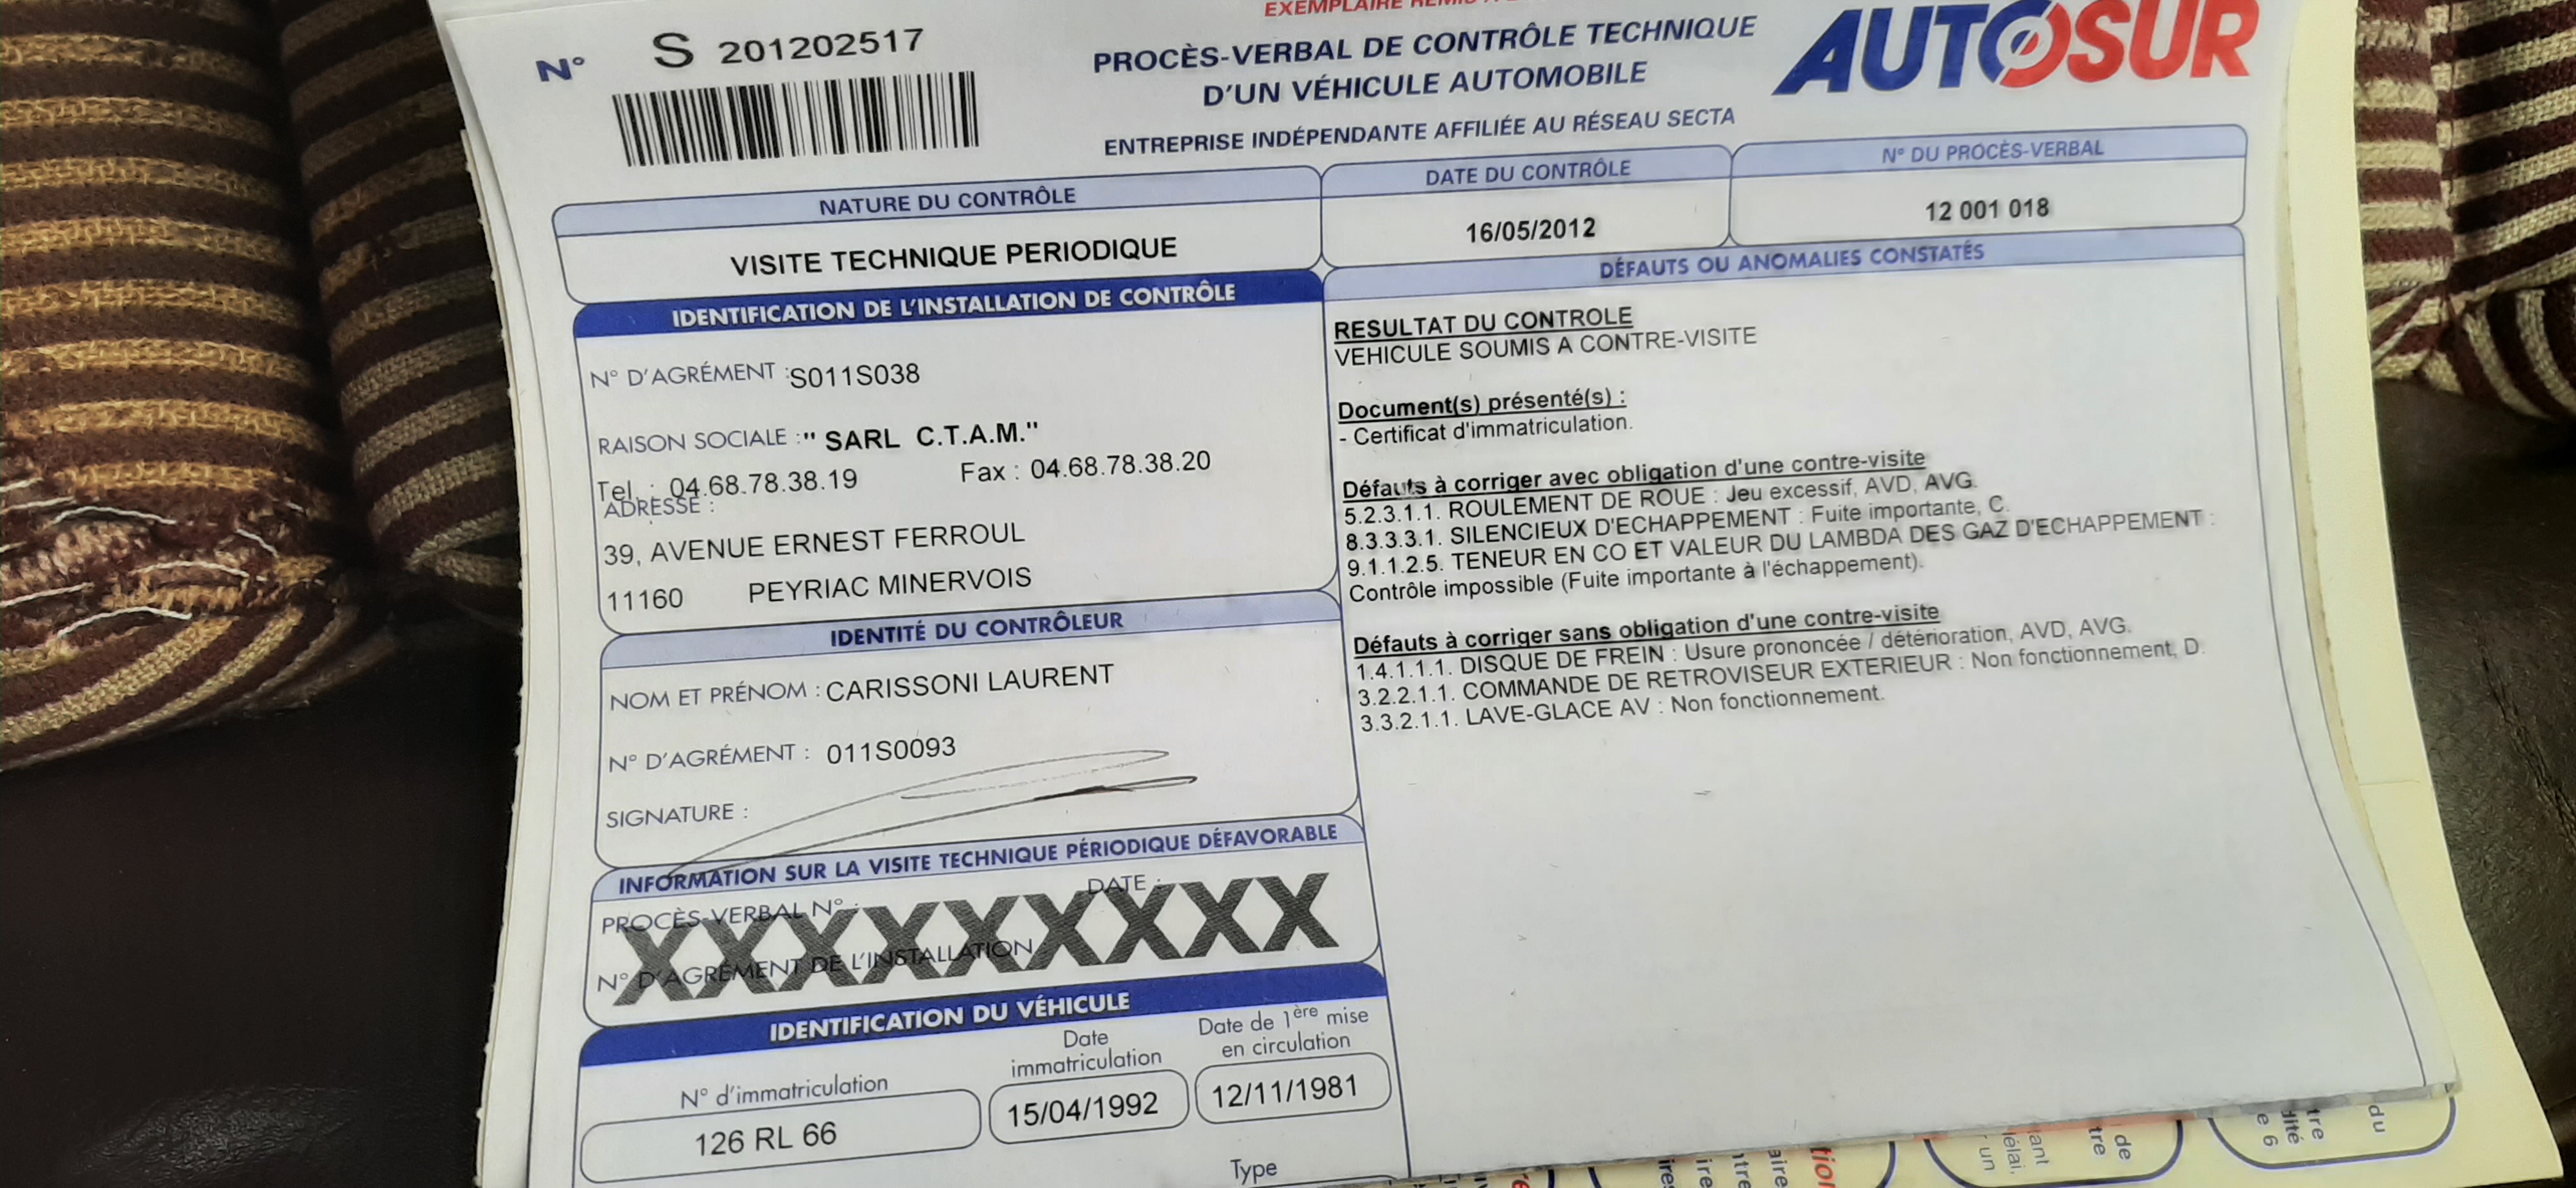 N° S 201202517
PROCÈS-VERBAL DE CONTRÔLE TECHNIQUE
D'UN VÉHICULE AUTOMOBILE
ENTREPRISE INDÉPENDANTE AFFILIÉE AU RÉSEAU SECTA
AUTOSUR
NATURE DU CONTRÔLE
VISITE TECHNIQUE PERIODIQUE
DATE DU CONTRÔLE
16/05/2012
N° DU PROCÈS-VERBAL
12 001 018
IDENTIFICATION DE L'INSTALLATION DE CONTRÔLE
N° D'AGRÉMENT : S011S038
RAISON SOCIALE : " SARL C.T.A.M."
Tel. : 04.68.78.38.19 Fax : 04.68.78.38.20
ADRESSE :
39, AVENUE ERNEST FERROUL
11160 PEYRIAC MINERVOIS
IDENTITÉ DU CONTRÔLEUR
NOM ET PRÉNOM : CARISSONI LAURENT
N° D'AGRÉMENT : 011S0093
SIGNATURE :
INFORMATION SUR LA VISITE TECHNIQUE PÉRIODIQUE DÉFAVORABLE
PROCÈS-VERBAL N° : DATE :
XXXXXXXXX
N° D'AGRÉMENT DE L'INSTALLATION
IDENTIFICATION DU VÉHICULE
N° d'immatriculation
126 RL 66
Date
immatriculation
15/04/1992
Date de 1ère mise
en circulation
12/11/1981
Type
DÉFAUTS OU ANOMALIES CONSTATÉS
RESULTAT DU CONTROLE
VEHICULE SOUMIS A CONTRE-VISITE
Document(s) présenté(s) :
- Certificat d'immatriculation.
Défauts à corriger avec obligation d'une contre-visite
5.2.3.1.1. ROULEMENT DE ROUE : Jeu excessif, AVD, AVG.
8.3.3.3.1. SILENCIEUX D'ECHAPPEMENT : Fuite importante, C.
9.1.1.2.5. TENEUR EN CO ET VALEUR DU LAMBDA DES GAZ D'ECHAPPEMENT :
Contrôle impossible (Fuite importante à l'échappement).
Défauts à corriger sans obligation d'une contre-visite
1.4.1.1.1. DISQUE DE FREIN : Usure prononcée / détérioration, AVD, AVG.
3.2.2.1.1. COMMANDE DE RETROVISEUR EXTERIEUR : Non fonctionnement, D.
3.3.2.1.1. LAVE-GLACE AV : Non fonctionnement.